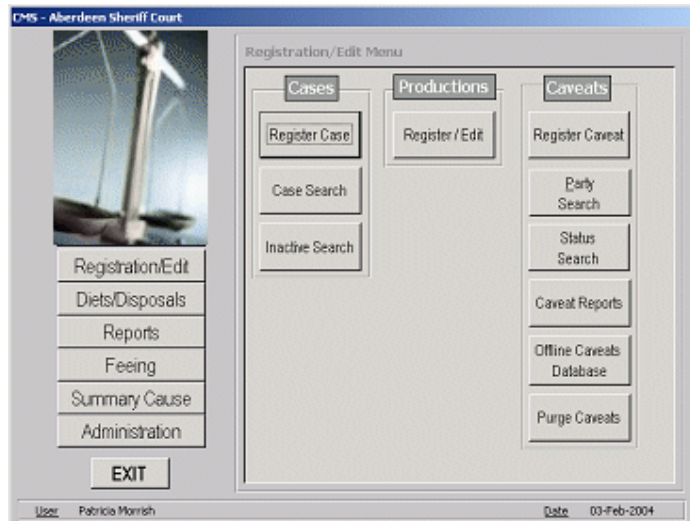 CMS - Aberdeen Sheriff Court
Registration/Edit Menu
Cases
Register Case
Case Search
Inactive Search
Productions
Register / Edit
Caveats
Register Caveat
Party
Search
Status
Search
Caveat Reports
Offline Caveats
Database
Purge Caveats
Registration/Edit
Diets/Disposals
Reports
Feeing
Summary Cause
Administration
EXIT
User Patricia Morrish Date 03-Feb-2004